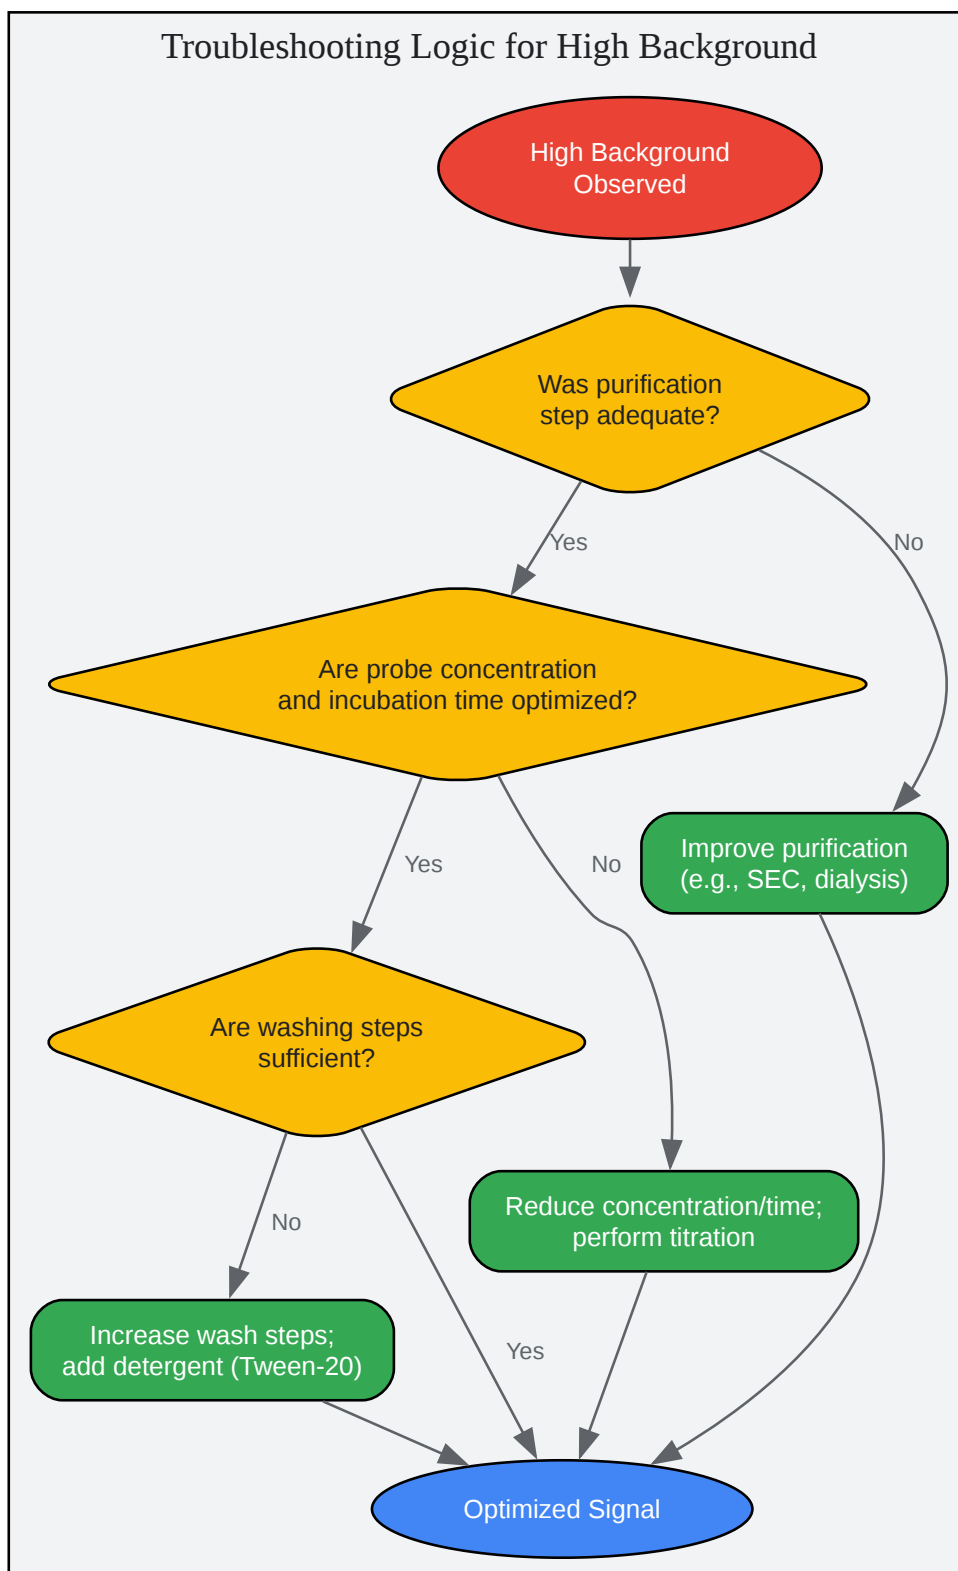 Troubleshooting Logic for High Background
High Background
Observed
Was purification
step adequate?
Yes
No
Are probe concentration
and incubation time optimized?
Yes
No
Improve purification
(e.g., SEC, dialysis)
Are washing steps
sufficient?
No
Reduce concentration/time;
perform titration
Increase wash steps;
add detergent (Tween-20)
Yes
Optimized Signal